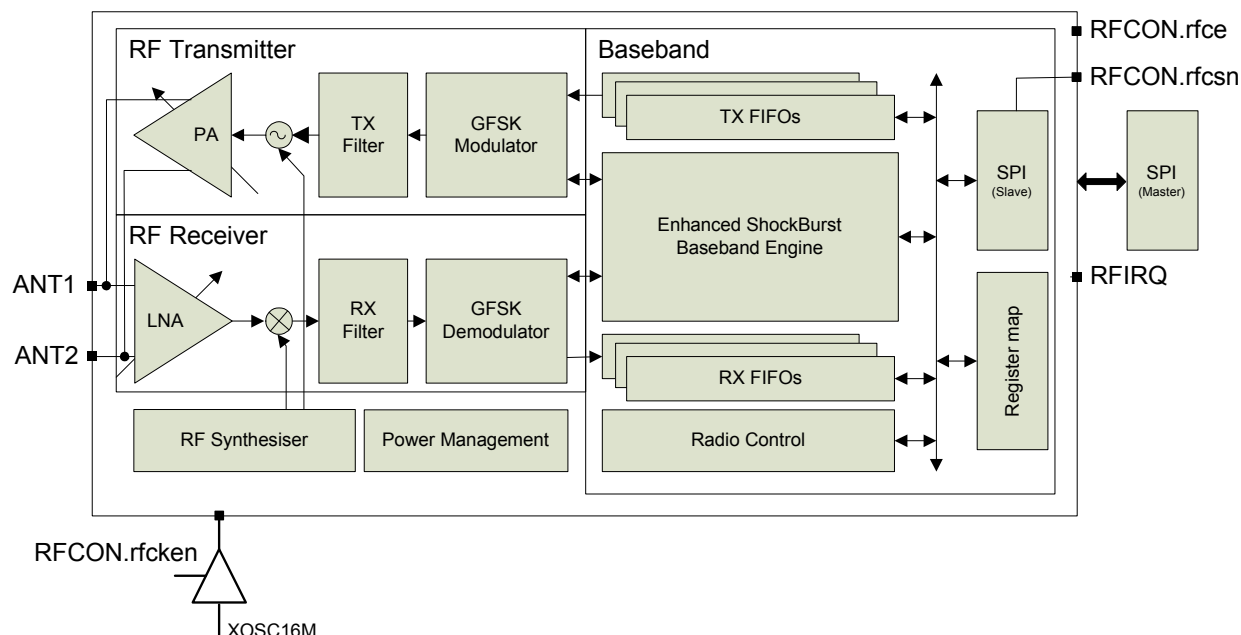 RF Transmitter
Baseband
RFCON.rfce
RFCON.rfcsn
PA
TX
Filter
GFSK
Modulator
TX FIFOs
SPI
(Slave)
SPI
(Master)
Enhanced ShockBurst
Baseband Engine
RF Receiver
ANT1
ANT2
LNA
RX
Filter
GFSK
Demodulator
RFIRQ
RX FIFOs
Register map
RF Synthesiser
Power Management
Radio Control
RFCON.rfcken
XOSC16M